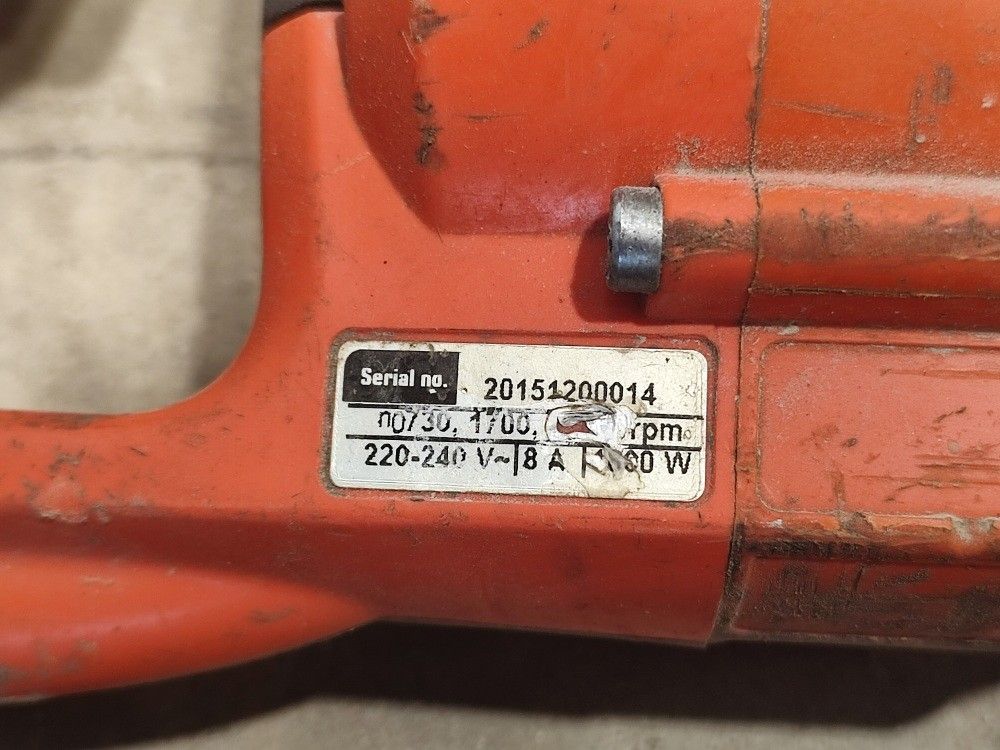 Serial no. 20151200014
n0730, 1700, rpm
220-240 V~ 8 A W